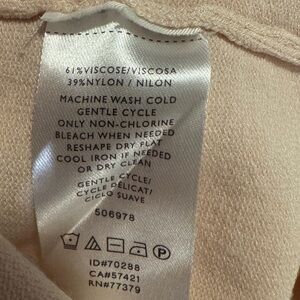 61%VISCOSE/VISCOSA
39%NYLON / NILON
MACHINE WASH COLD
GENTLE CYCLE
ONLY NON-CHLORINE
BLEACH WHEN NEEDED
RESHAPE DRY FLAT
COOL IRON IF NEEDED
OR DRY CLEAN
GENTLE CYCLE/
CYCLE DELICAT/
CICLO SUAVE
506978
P
ID#70288
CA#57421
RN#77379